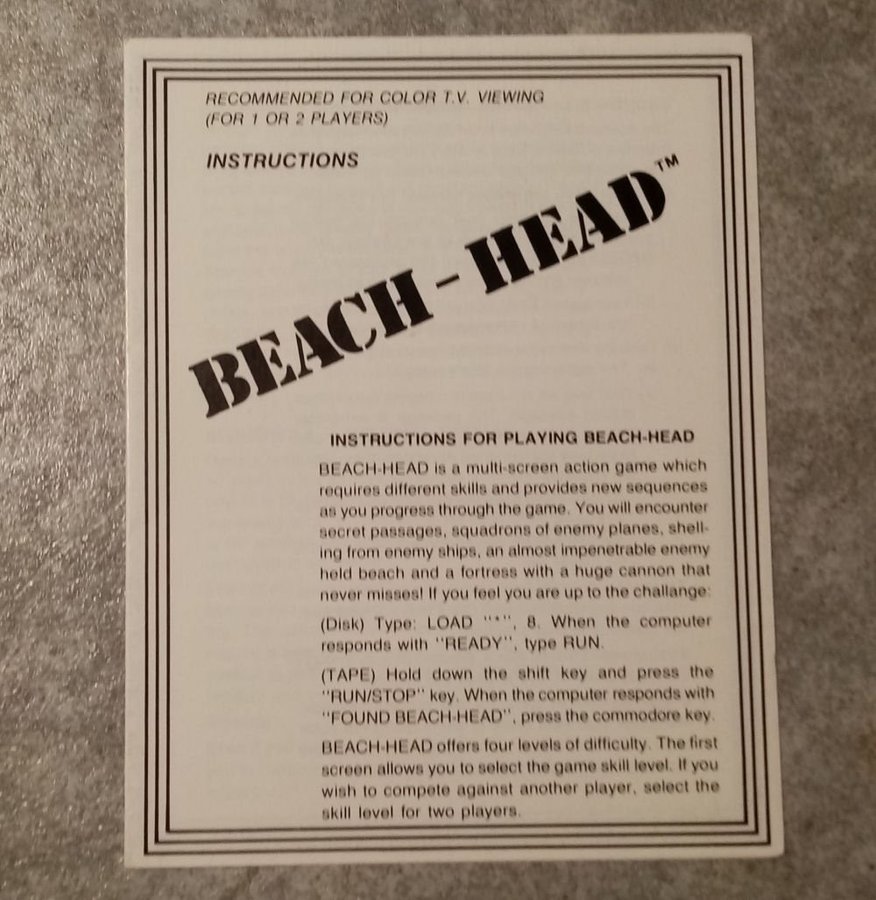 RECOMMENDED FOR COLOR T.V. VIEWING
(FOR 1 OR 2 PLAYERS)
INSTRUCTIONS
BEACH-HEAD™
INSTRUCTIONS FOR PLAYING BEACH-HEAD
BEACH-HEAD is a multi-screen action game which
requires different skills and provides new sequences
as you progress through the game. You will encounter
secret passages, squadrons of enemy planes, shell-
ing from enemy ships, an almost impenetrable enemy
held beach and a fortress with a huge cannon that
never misses! If you feel you are up to the challange:
(Disk) Type: LOAD "*", 8. When the computer
responds with "READY", type RUN.
(TAPE) Hold down the shift key and press the
"RUN/STOP" key. When the computer responds with
"FOUND BEACH-HEAD", press the commodore key.
BEACH-HEAD offers four levels of difficulty. The first
screen allows you to select the game skill level. If you
wish to compete against another player, select the
skill level for two players.